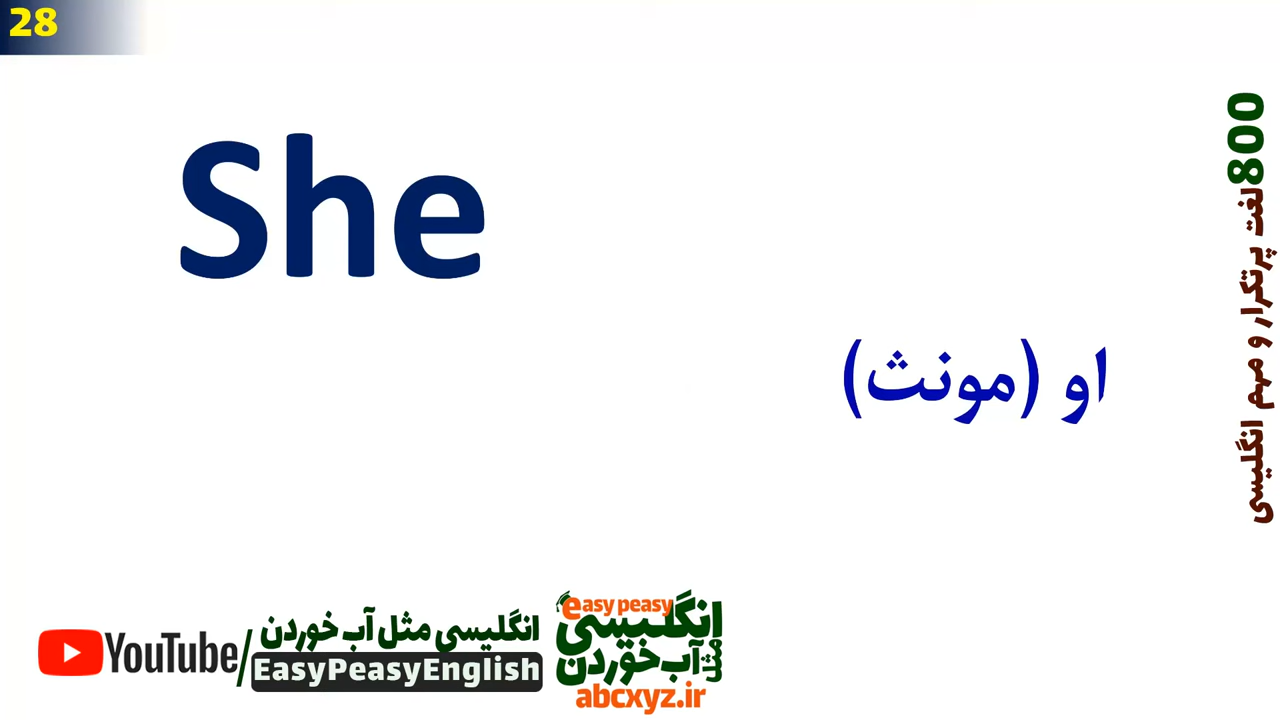 28
She
او (مونث)
800 لغت پرتکرار و مهم انگلیسی
YouTube/
انگلیسی مثل آب خوردن
EasyPeasyEnglish
easy peasy
انگلیسی
مثل
آب خوردن
abcxyz.ir